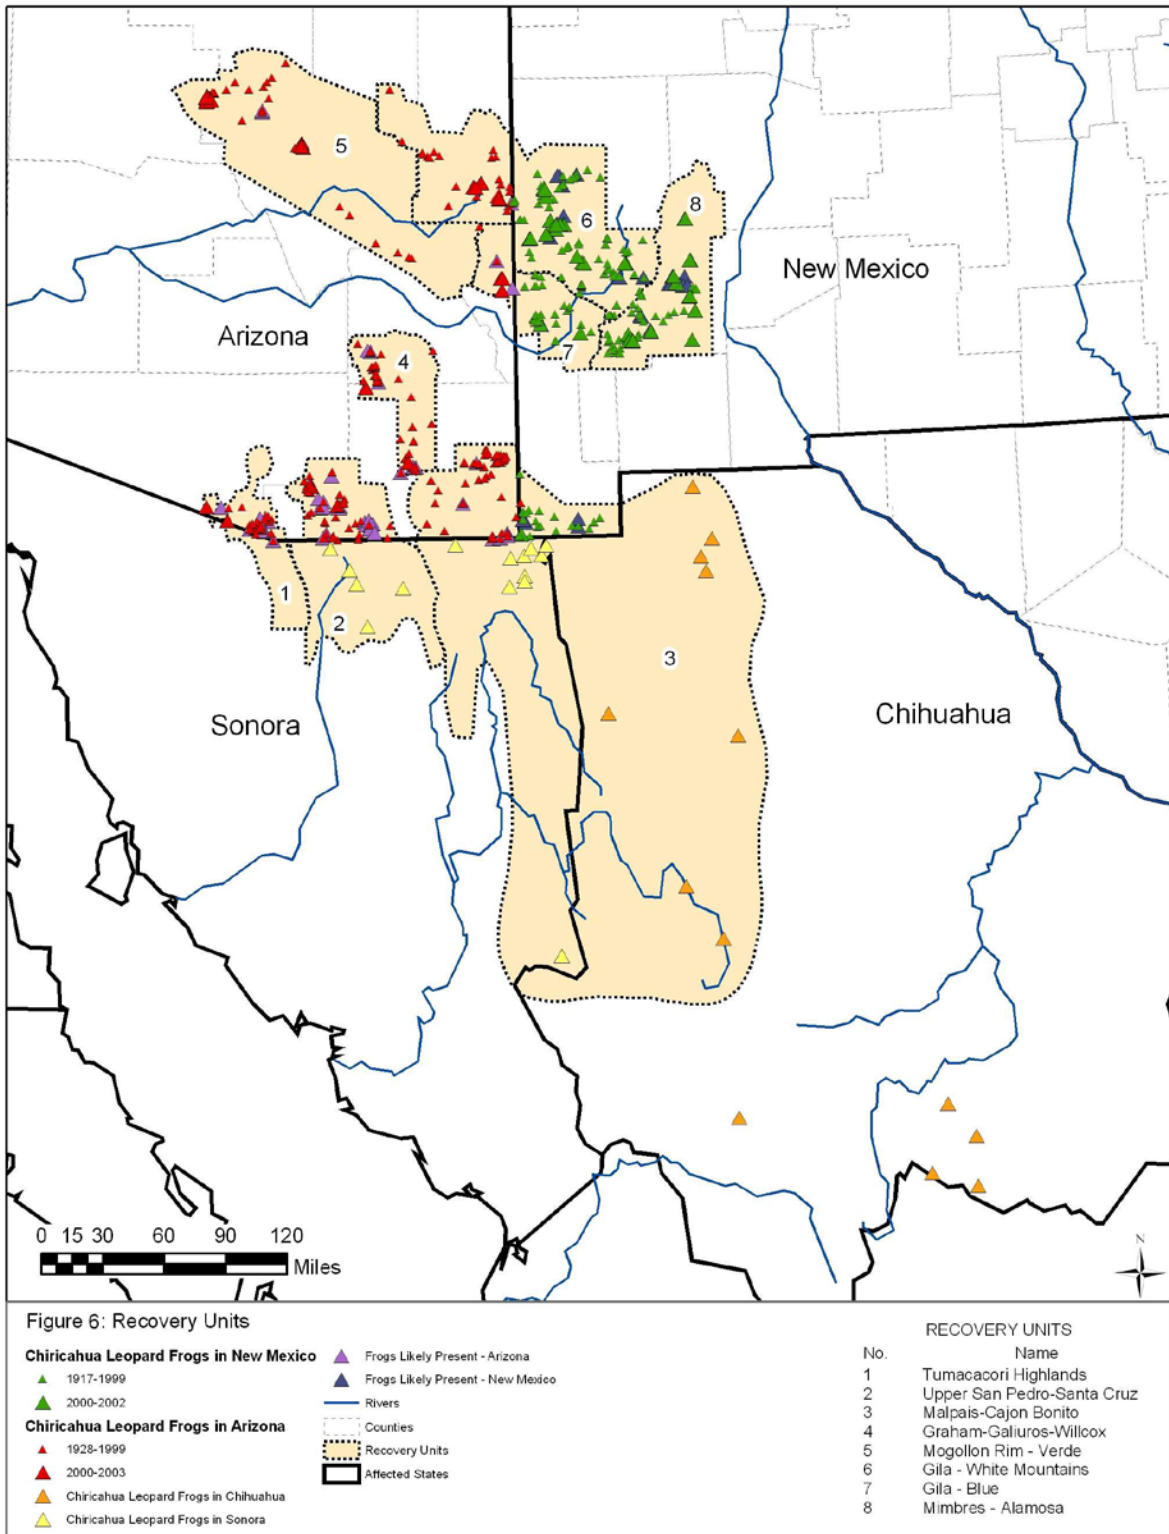 5
6
8
New Mexico
Arizona
4
7
1
2
3
Sonora
Chihuahua
0 15 30 60 90 120
Miles
N
Figure 6: Recovery Units
Chiricahua Leopard Frogs in New Mexico
1917-1999
2000-2002
Chiricahua Leopard Frogs in Arizona
1928-1999
2000-2003
Chiricahua Leopard Frogs in Chihuahua
Chiricahua Leopard Frogs in Sonora
Frogs Likely Present - Arizona
Frogs Likely Present - New Mexico
Rivers
Counties
Recovery Units
Affected States
RECOVERY UNITS
No. Name
1 Tumacacori Highlands
2 Upper San Pedro-Santa Cruz
3 Malpais-Cajon Bonito
4 Graham-Galiuros-Willcox
5 Mogollon Rim - Verde
6 Gila - White Mountains
7 Gila - Blue
8 Mimbres - Alamosa